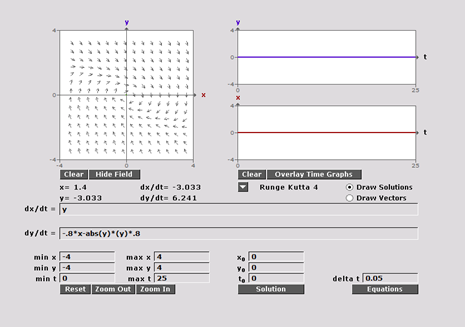 y
y
4
4
0
t
-4
0
25
x
x
4
0
t
-4
-4
0
4
-4
0
25
Clear Hide Field
Clear Overlay Time Graphs
x= 1.4 dx/dt= -3.033
y= -3.033 dy/dt= 6.241
Runge Kutta 4
Draw Solutions
Draw Vectors
dx/dt = y
dy/dt = -.8*x-abs(y)*(y)*.8
min x -4 max x 4 x0 0
min y -4 max y 4 y0 0
min t 0 max t 25 t0 0 delta t 0.05
Reset Zoom Out Zoom In Solution Equations